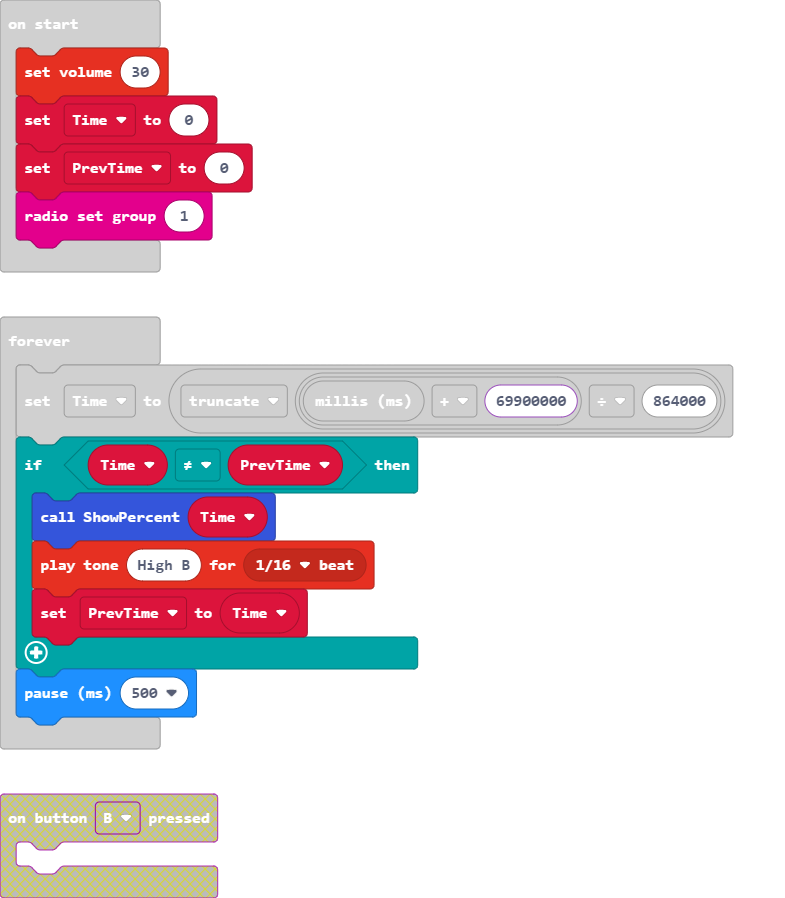 on start
set volume 30
set Time to 0
set PrevTime to 0
radio set group 1
forever
set Time to truncate millis (ms) + 69900000 ÷ 864000
if Time ≠ PrevTime then
call ShowPercent Time
play tone High B for 1/16 beat
set PrevTime to Time
pause (ms) 500
on button B pressed